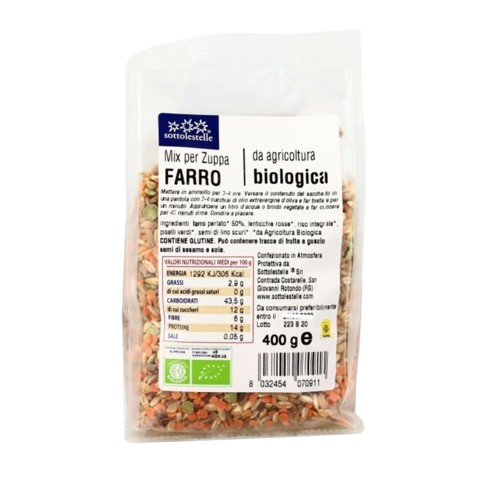 sottolestelle
Mix per Zuppa
FARRO
da agricoltura
biologica
Mettere in ammollo per 3-4 ore. Versere il contenuto del sacchetto in
una pentola con 3-4 cucchiai di olio extravergine d'oliva e far
minuto. Aggiungere un litro d'acqua o brodo vegetale e far cuocere
per 40 minuti circa. Condire a piacere.
Ingredienti: farro perlato* 50%, lenticchie rosse*, riso integrale*,
piselli verdi*, semi di lino scuri*. *da Agricoltura Biologica
CONTIENE GLUTINE. Può contenere tracce di frutta a guscio
semi di sesamo e soia.
VALORI NUTRIZIONALI MEDI per 100 g
ENERGIA 1292 KJ/306 Kcal
GRASSI 2,9 g
di cui acidi grassi saturi 0 g
CARBOIDRATI 43,5 g
di cui zuccheri 12 g
FIBRE 6 g
PROTEINE 14 g
SALE 0,05 g
Confezionato in Atmosfera
Protettiva da:
Sottolestelle ® Srl
Contrada Costarelle, San
Giovanni Rotondo (FG)
www.sottolestelle.com
Da consumarsi preferibilmente
entro il
Lotto 223 B 20
400 g e
8 032454 070911